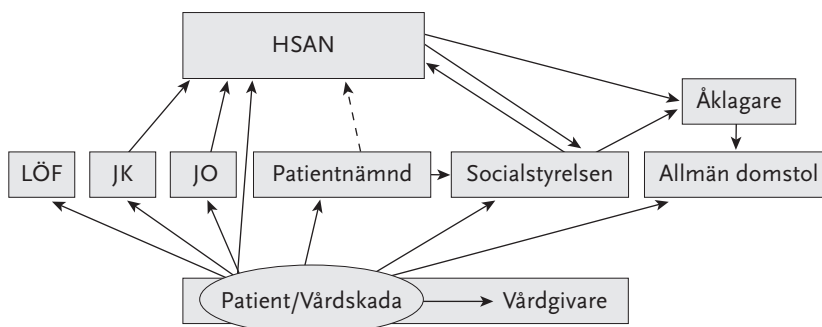 HSAN
Åklagare
LÖF
JK
JO
Patientnämnd
Socialstyrelsen
Allmän domstol
Patient/Vårdskada
Vårdgivare